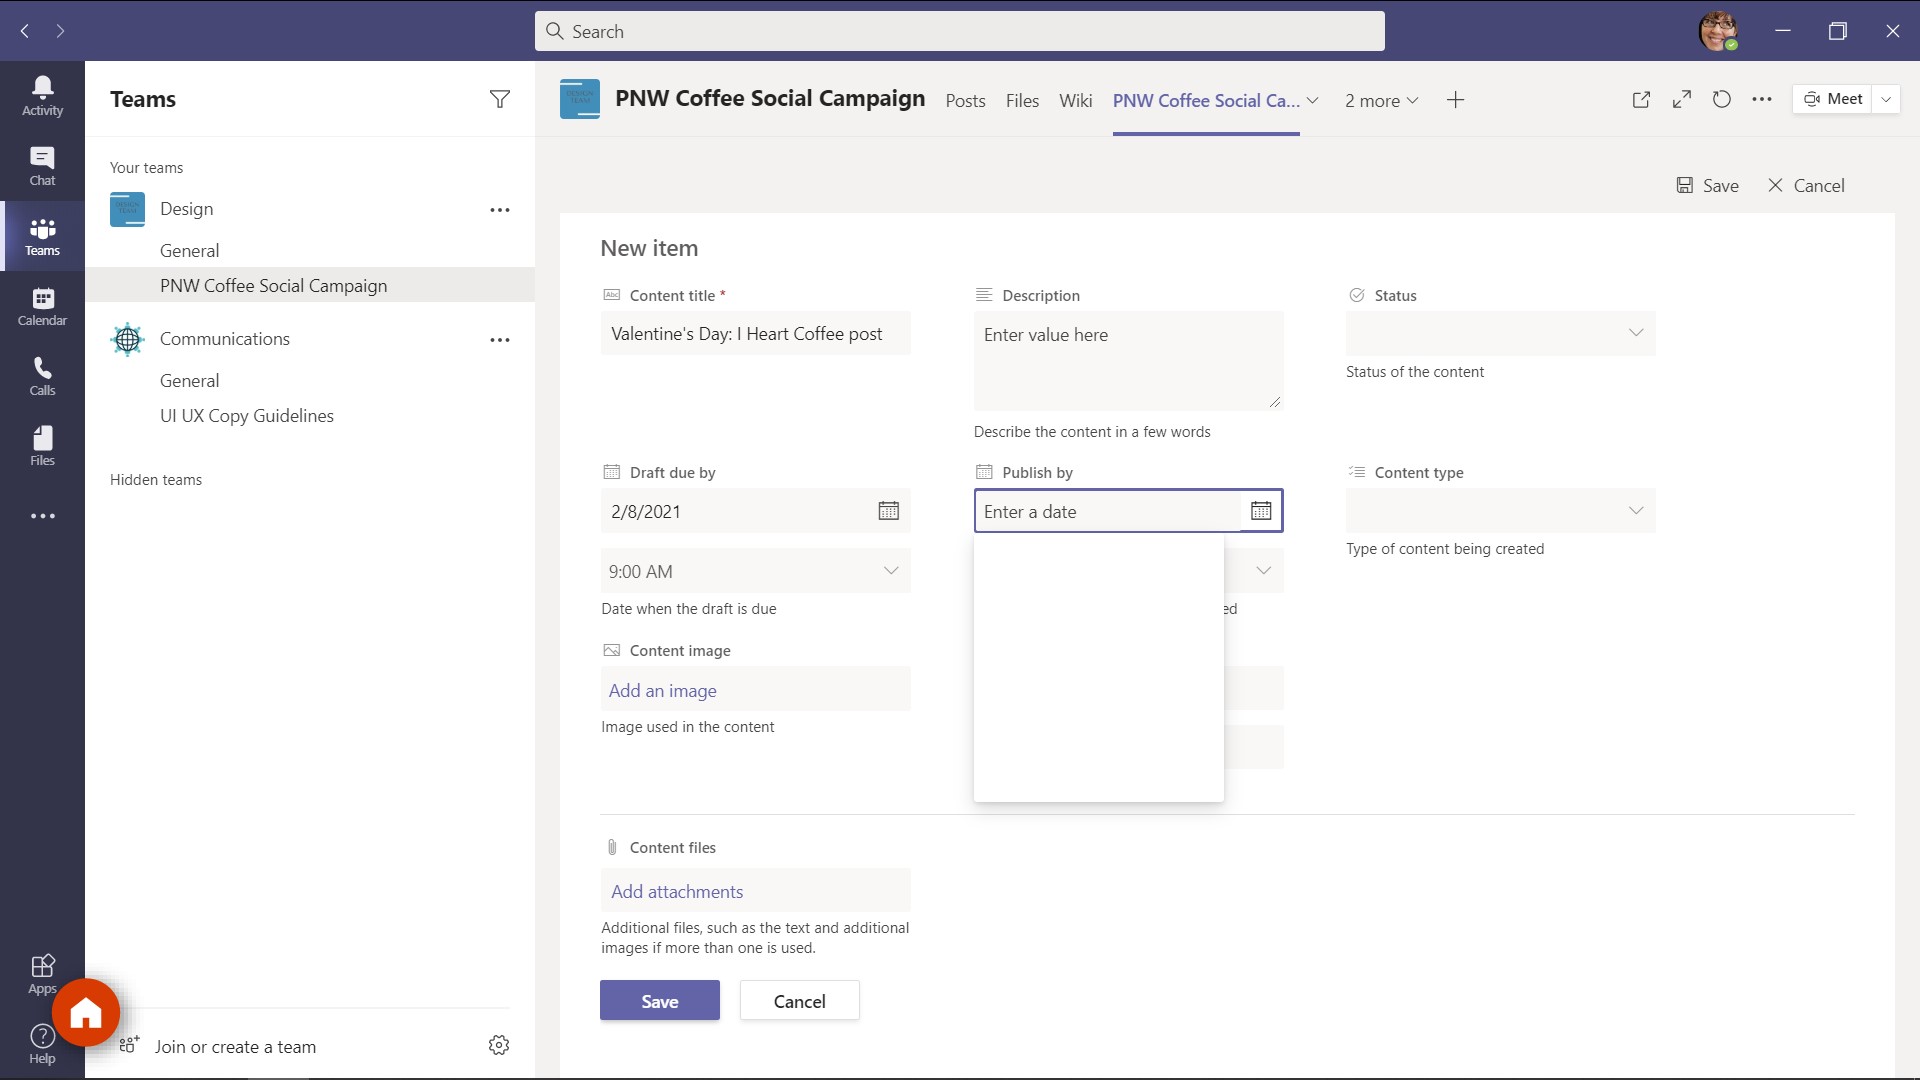 Search
Activity
Chat
Teams
Calendar
Calls
Files
Apps
Help
Teams
Your teams
Design
General
PNW Coffee Social Campaign
Communications
General
UI UX Copy Guidelines
Hidden teams
Join or create a team
PNW Coffee Social Campaign
Posts
Files
Wiki
PNW Coffee Social Ca...
2 more
Meet
Save
Cancel
New item
Content title *
Valentine's Day: I Heart Coffee post
Description
Enter value here
Describe the content in a few words
Status
Status of the content
Draft due by
2/8/2021
9:00 AM
Date when the draft is due
Publish by
Enter a date
ed
Content type
Type of content being created
Content image
Add an image
Image used in the content
Content files
Add attachments
Additional files, such as the text and additional
images if more than one is used.
Save
Cancel